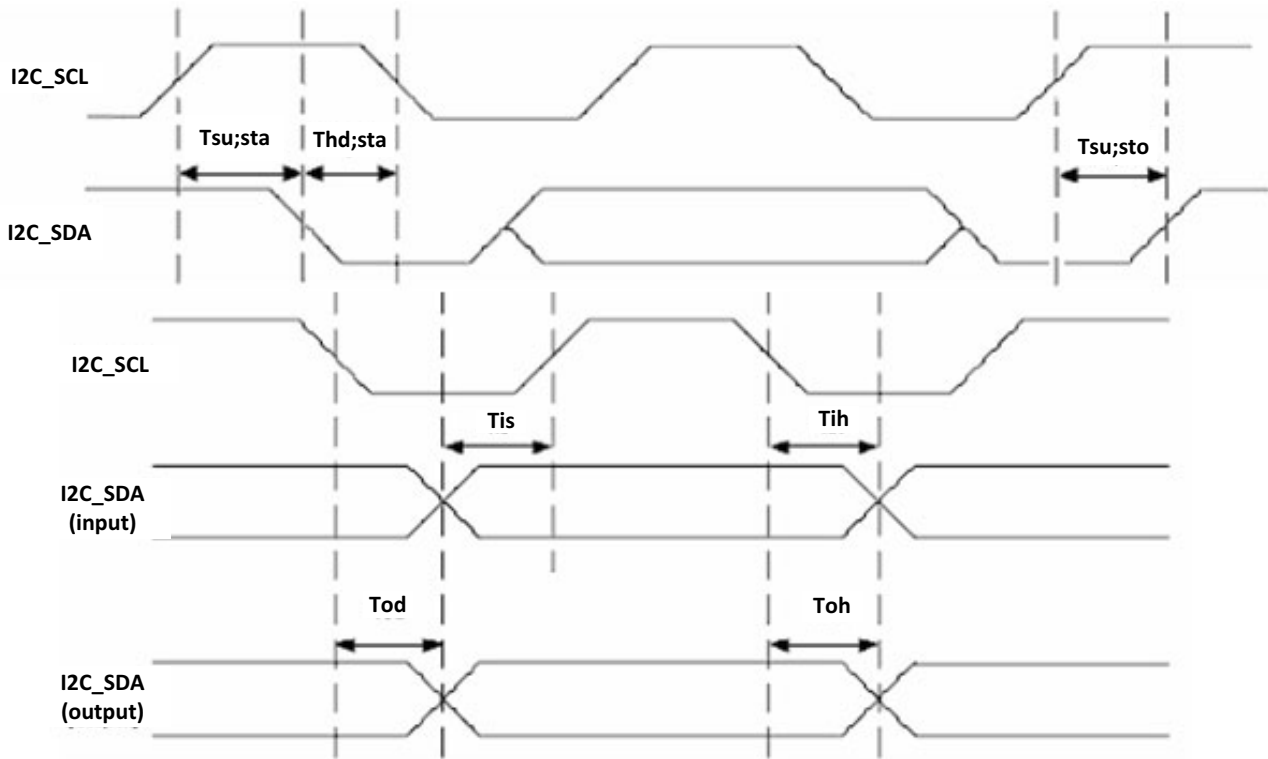 I2C_SCL
Tsu;sta
Thd;sta
Tsu;sto
I2C_SDA
I2C_SCL
Tis
Tih
I2C_SDA
(input)
Tod
Toh
I2C_SDA
(output)